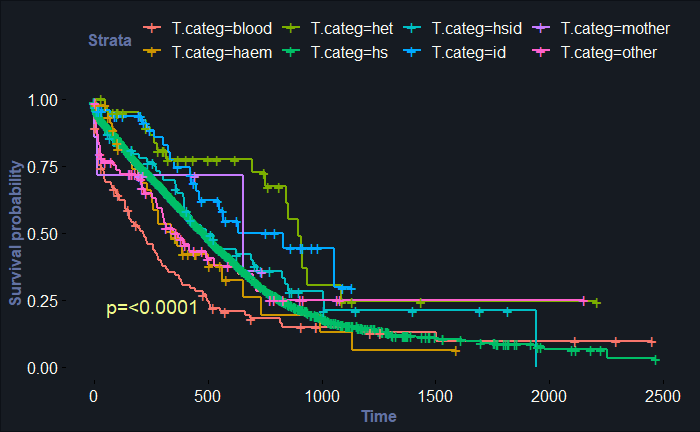 Strata
T.categ=blood T.categ=het T.categ=hsid T.categ=mother
T.categ=haem T.categ=hs T.categ=id T.categ=other
Survival probability
1.00
0.75
0.50
0.25
0.00
p=<0.0001
0 500 1000 1500 2000 2500
Time